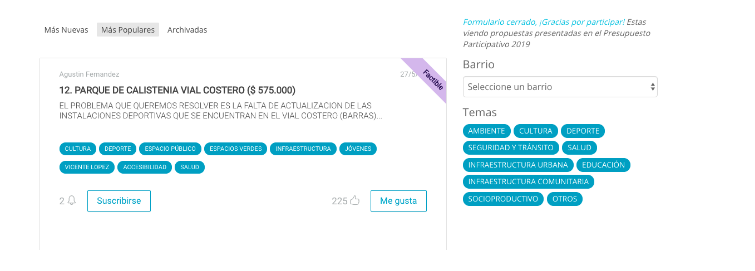 Más Nuevas
Más Populares
Archivadas
Agustin Fernandez
Factible
12. PARQUE DE CALISTENIA VIAL COSTERO ($ 575.000)
EL PROBLEMA QUE QUEREMOS RESOLVER ES LA FALTA DE ACTUALIZACION DE LAS
INSTALACIONES DEPORTIVAS QUE SE ENCUENTRAN EN EL VIAL COSTERO (BARRAS)...
CULTURA DEPORTE ESPACIO PÚBLICO ESPACIOS VERDES INFRAESTRUCTURA JÓVENES
VICENTE LOPEZ ACCESIBILIDAD SALUD
2 Suscribirse 225 Me gusta
Formulario cerrado, ¡Gracias por participar! Estas
viendo propuestas presentadas en el Presupuesto
Participativo 2019
Barrio
Seleccione un barrio
Temas
AMBIENTE CULTURA DEPORTE
SEGURIDAD Y TRÁNSITO SALUD
INFRAESTRUCTURA URBANA EDUCACIÓN
INFRAESTRUCTURA COMUNITARIA
SOCIOPRODUCTIVO OTROS